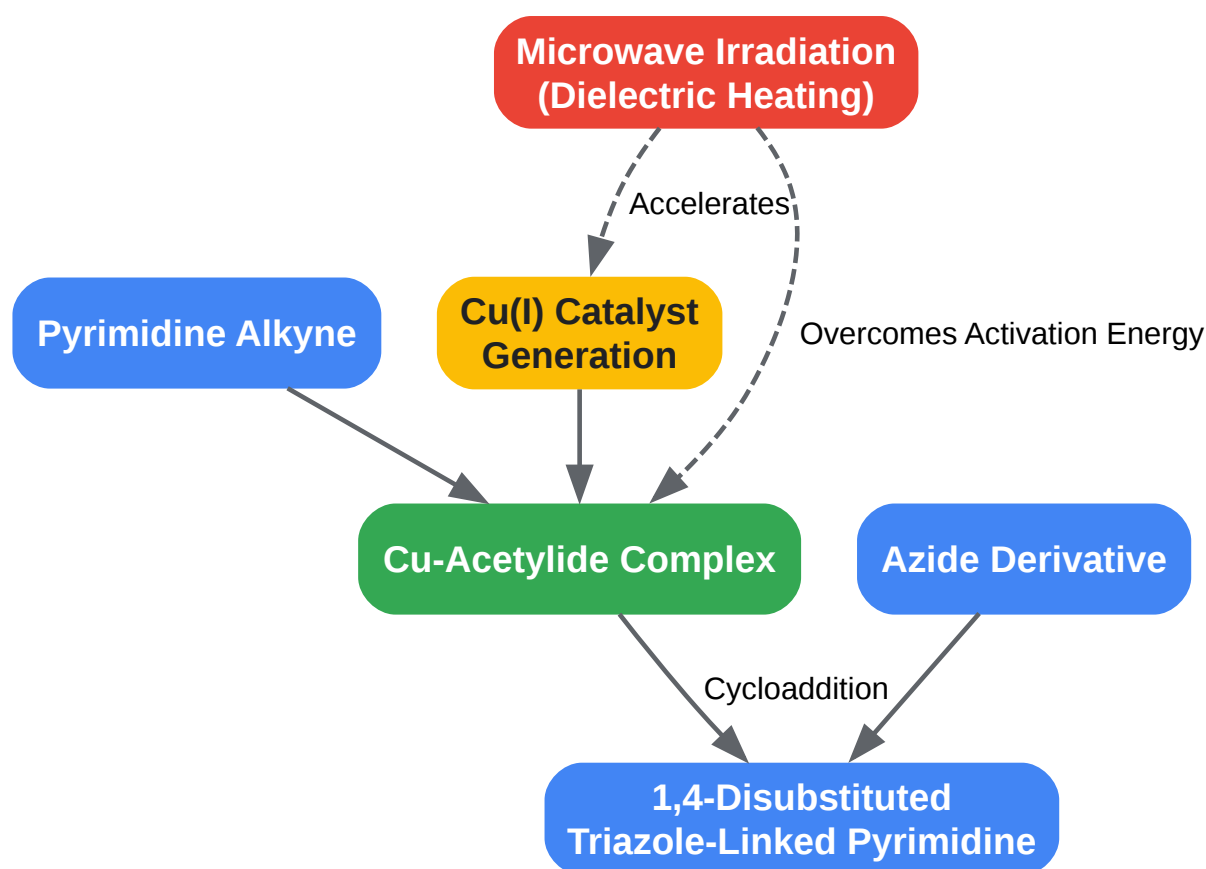 Microwave Irradiation
(Dielectric Heating)
Accelerates
Pyrimidine Alkyne
Cu(I) Catalyst
Generation
Overcomes Activation Energy
Cu-Acetylide Complex
Azide Derivative
Cycloaddition
1,4-Disubstituted
Triazole-Linked Pyrimidine